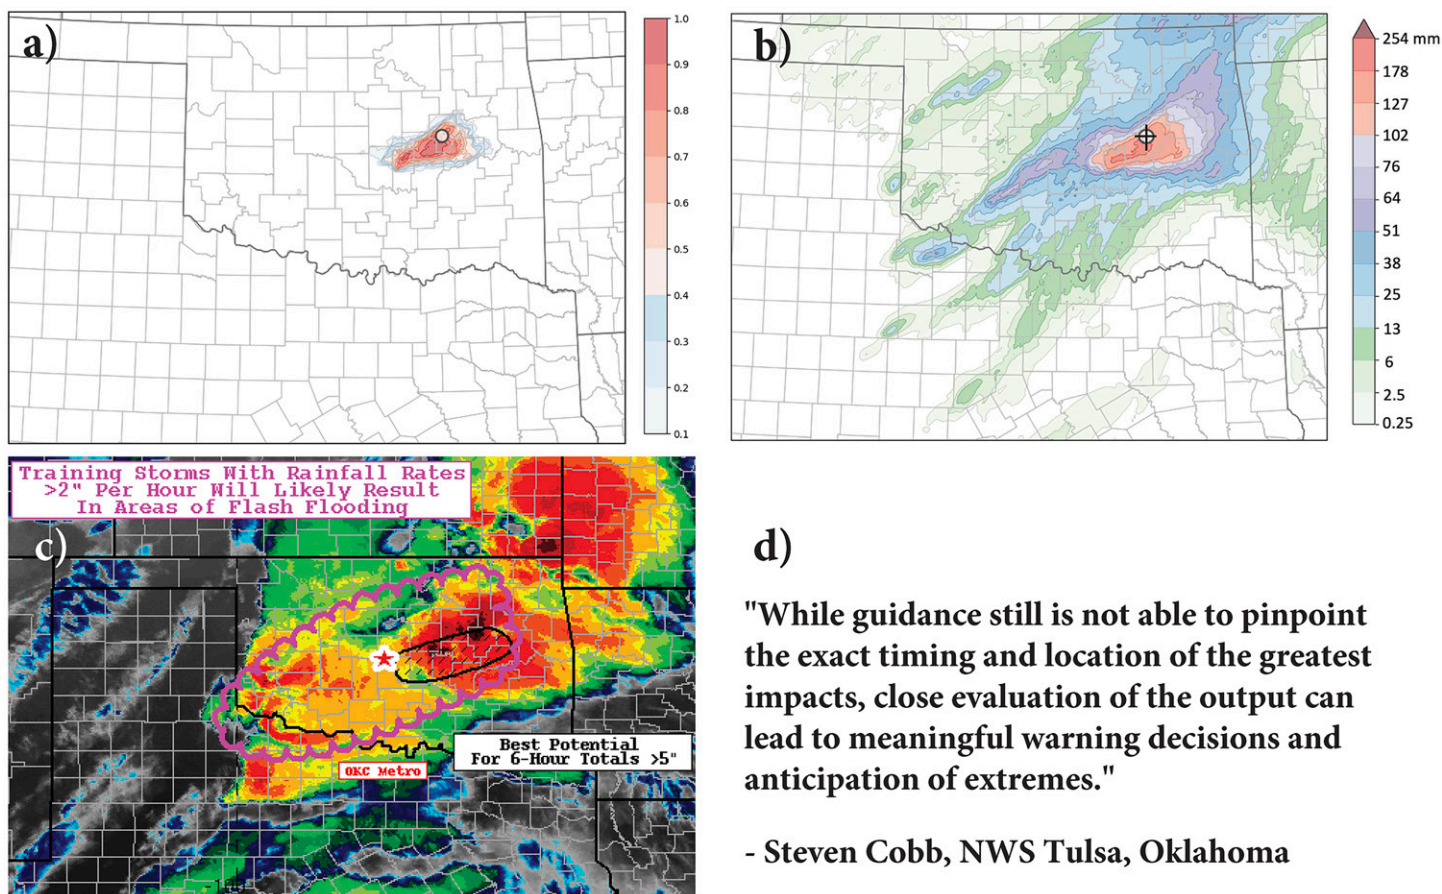 a)
1.0
0.9
0.8
0.7
0.6
0.5
0.4
0.3
0.2
0.1
b)
254 mm
178
127
102
76
64
51
38
25
13
6
2.5
0.25
Training Storms With Rainfall Rates
>2" Per Hour Will Likely Result
In Areas of Flash Flooding
c)
Best Potential
For 6-Hour Totals >5"
OKC Metro
d)
"While guidance still is not able to pinpoint
the exact timing and location of the greatest
impacts, close evaluation of the output can
lead to meaningful warning decisions and
anticipation of extremes."
- Steven Cobb, NWS Tulsa, Oklahoma